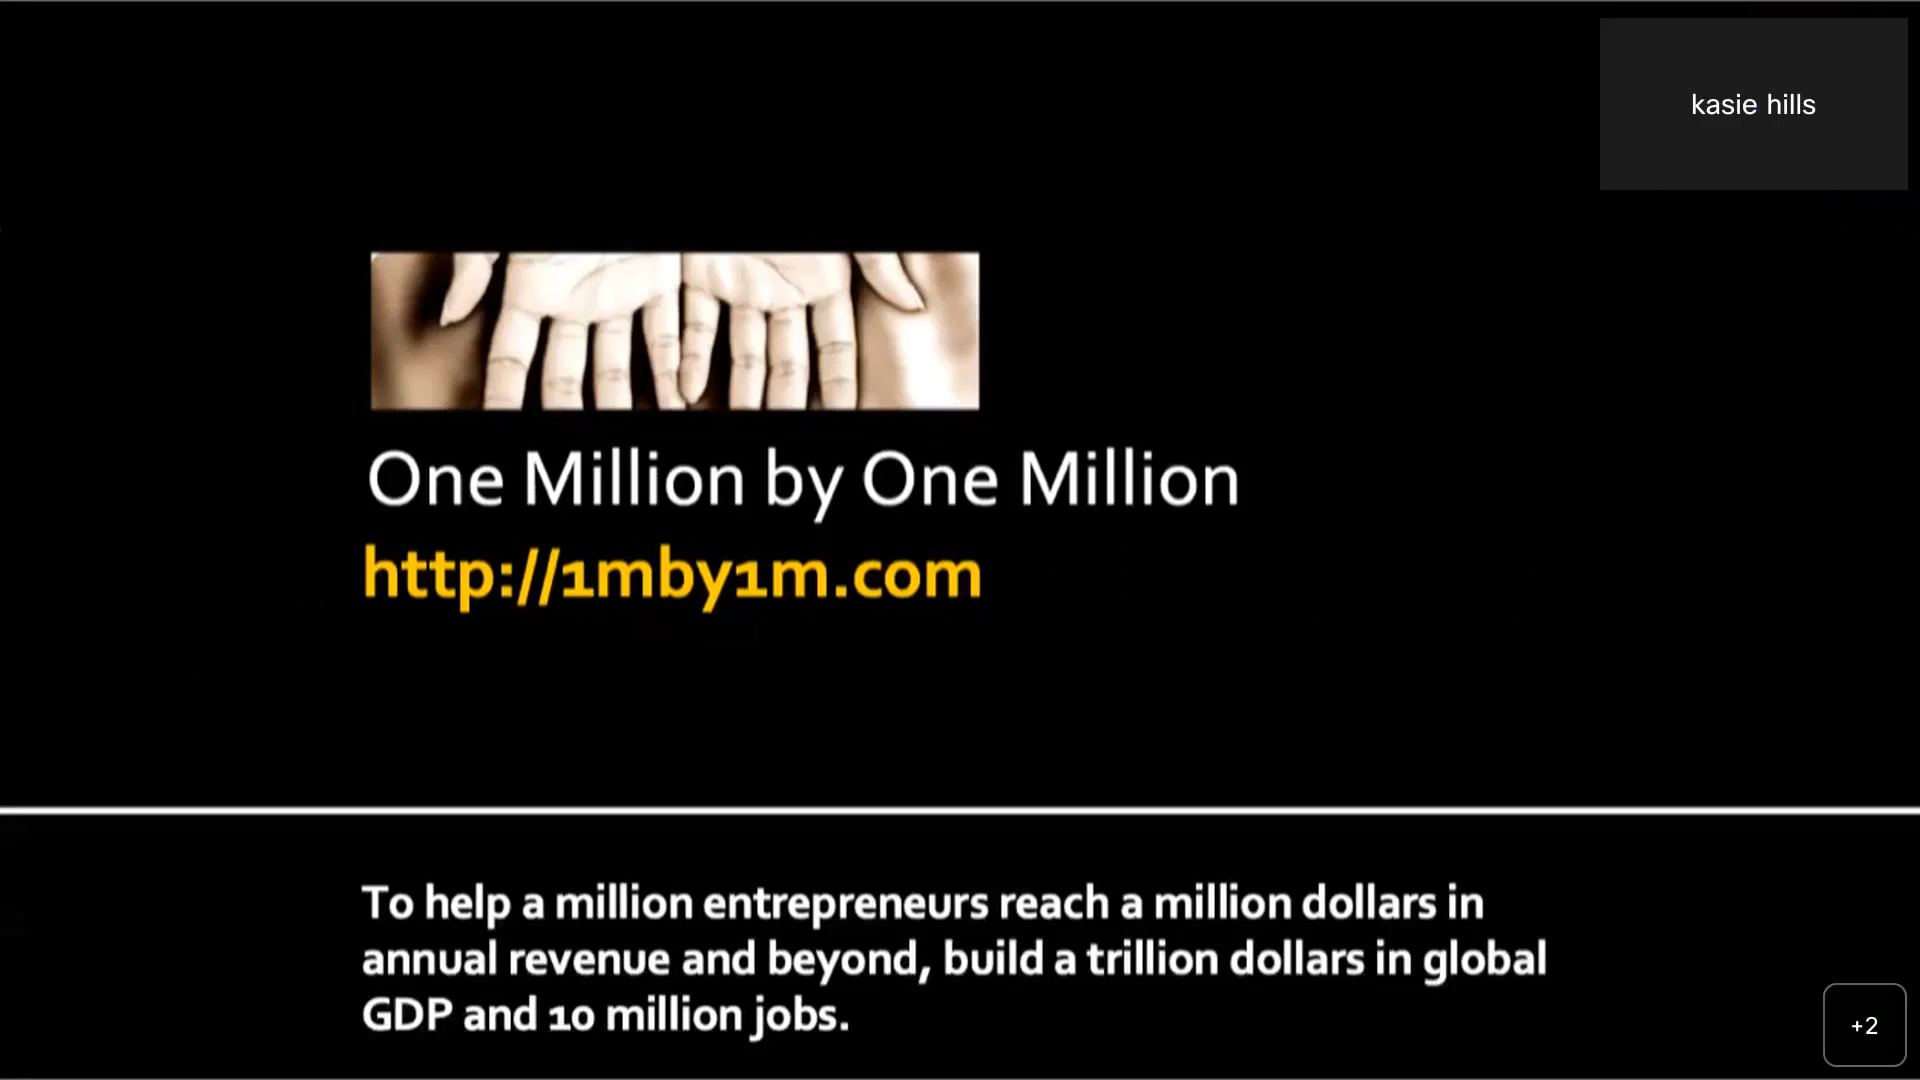 kasie hills
One Million by One Million
http://1mby1m.com
To help a million entrepreneurs reach a million dollars in
annual revenue and beyond, build a trillion dollars in global
GDP and 10 million jobs.
+2